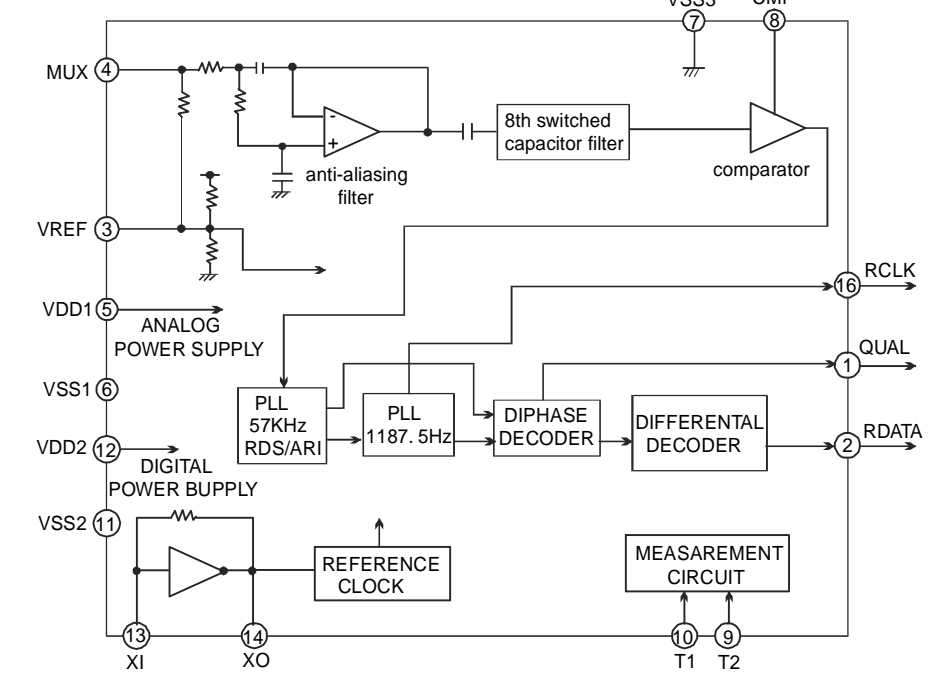 VSS3
CMP
7
8
MUX
4
8th switched
capacitor filter
-
+
anti-aliasing
filter
comparator
VREF
3
RCLK
16
VDD1
5
ANALOG
POWER SUPPLY
QUAL
1
VSS1
6
PLL
57KHz
RDS/ARI
PLL
1187. 5Hz
DIPHASE
DECODER
DIFFERENTAL
DECODER
RDATA
2
VDD2
12
DIGITAL
POWER BUPPLY
VSS2
11
REFERENCE
CLOCK
MEASAREMENT
CIRCUIT
13
14
10
9
XI
XO
T1
T2